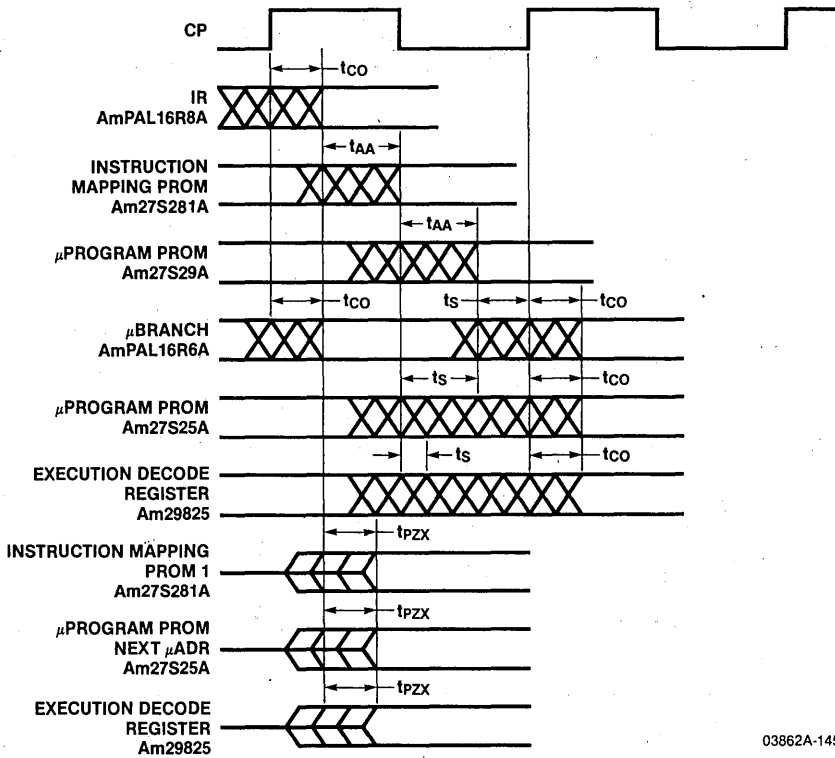 CP
tCO
IR
AmPAL16R8A
tAA
INSTRUCTION
MAPPING PROM
Am27S281A
tAA
μPROGRAM PROM
Am27S29A
tCO
tS
tCO
μBRANCH
AmPAL16R6A
tS
tCO
μPROGRAM PROM
Am27S25A
tS
tCO
EXECUTION DECODE
REGISTER
Am29825
tPZX
INSTRUCTION MAPPING
PROM 1
Am27S281A
tPZX
μPROGRAM PROM
NEXT μADR
Am27S25A
tPZX
EXECUTION DECODE
REGISTER
Am29825
03862A-145